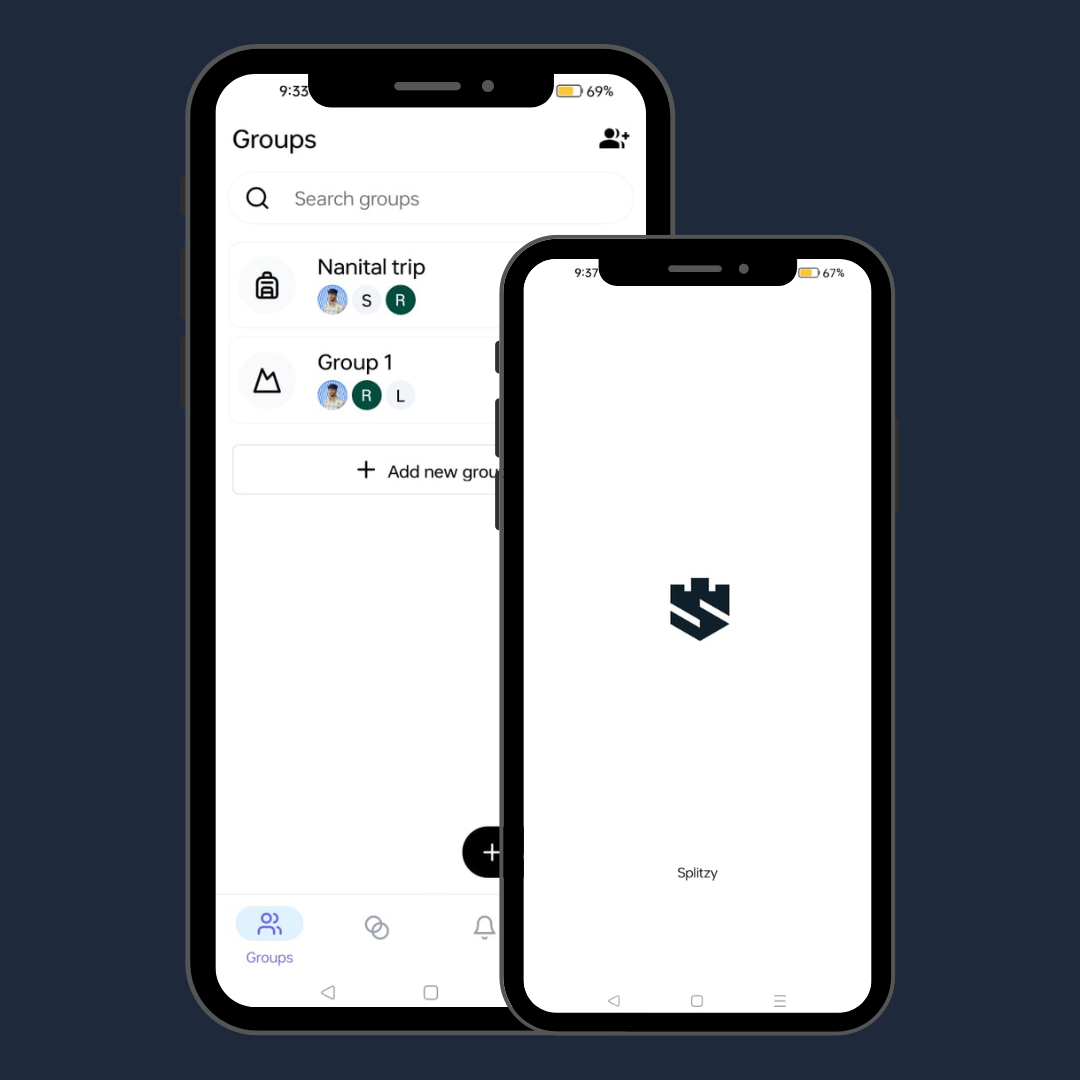 9:33
69%
Groups
Search groups
Nanital trip
S
R
Group 1
R
L
Add new grou
Groups
9:37
67%
S
Splitzy